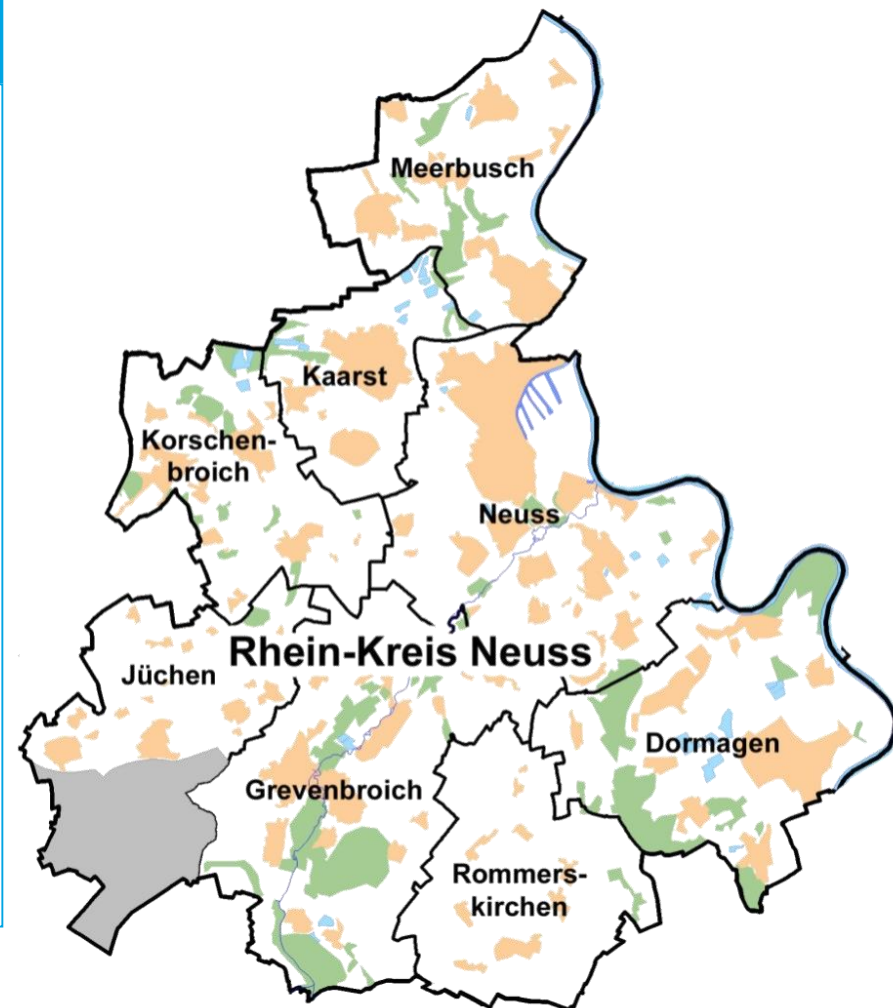 Meerbusch
Kaarst
Korschen-
broich
Neuss
Rhein-Kreis Neuss
Jüchen
Dormagen
Grevenbroich
Rommers-
kirchen